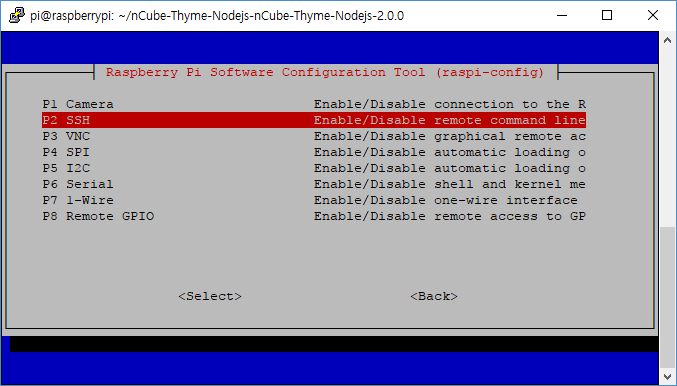 pi@raspberrypi: ~/nCube-Thyme-Nodejs-nCube-Thyme-Nodejs-2.0.0
Raspberry Pi Software Configuration Tool (raspi-config)
P1 Camera Enable/Disable connection to the R
P2 SSH Enable/Disable remote command line
P3 VNC Enable/Disable graphical remote ac
P4 SPI Enable/Disable automatic loading o
P5 I2C Enable/Disable automatic loading o
P6 Serial Enable/Disable shell and kernel me
P7 1-Wire Enable/Disable one-wire interface
P8 Remote GPIO Enable/Disable remote access to GP
<Select> <Back>